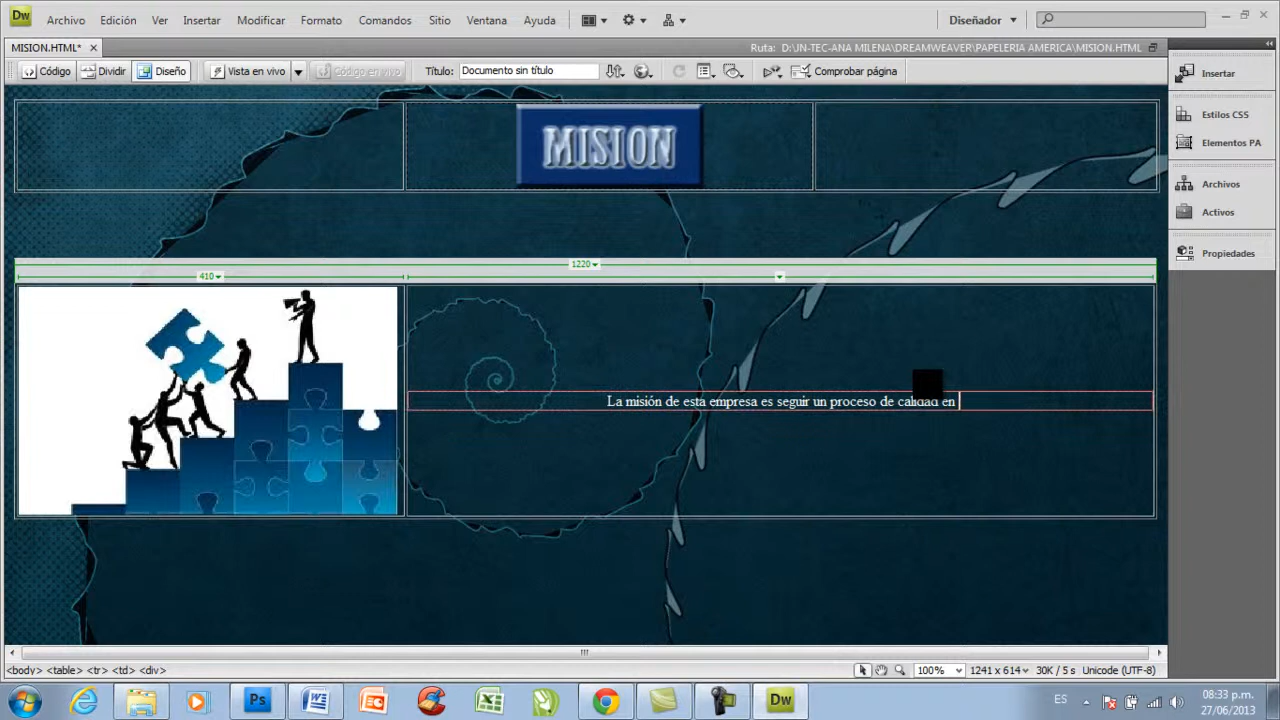 Dw Archivo Edición Ver Insertar Modificar Formato Comandos Sitio Ventana Ayuda Diseñador
MISION.HTML* Ruta: D:\JN-TEC-ANA MILENA\DREAMWEAVER\PAPELERIA AMERICA\MISION.HTML
Código Dividir Diseño Vista en vivo Código en vivo Título: Documento sin título Comprobar página
Insertar
Estilos CSS
Elementos PA
Archivos
Activos
Propiedades
MISION
1220
410
La misión de esta empresa es seguir un proceso de calidad en
<body> <table> <tr> <td> <div> 100% 1241 x 614 30K / 5 s Unicode (UTF-8)
Ps Dw ES 08:33 p.m.
27/06/2013